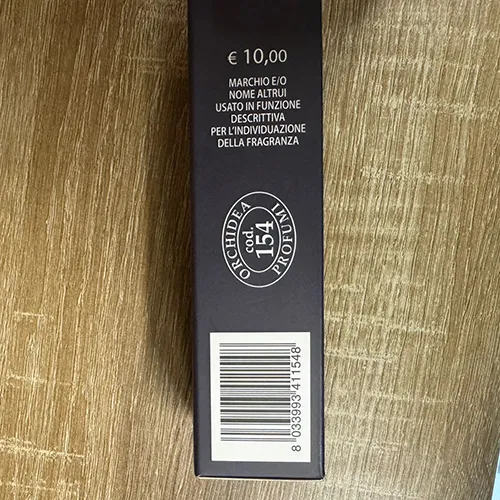 € 10,00
MARCHIO E/O
NOME ALTRUI
USATO IN FUNZIONE
DESCRITTIVA
PER L'INDIVIDUAZIONE
DELLA FRAGRANZA
ORCHIDEA
cod.
154
PROFUMI
8 033993 411548